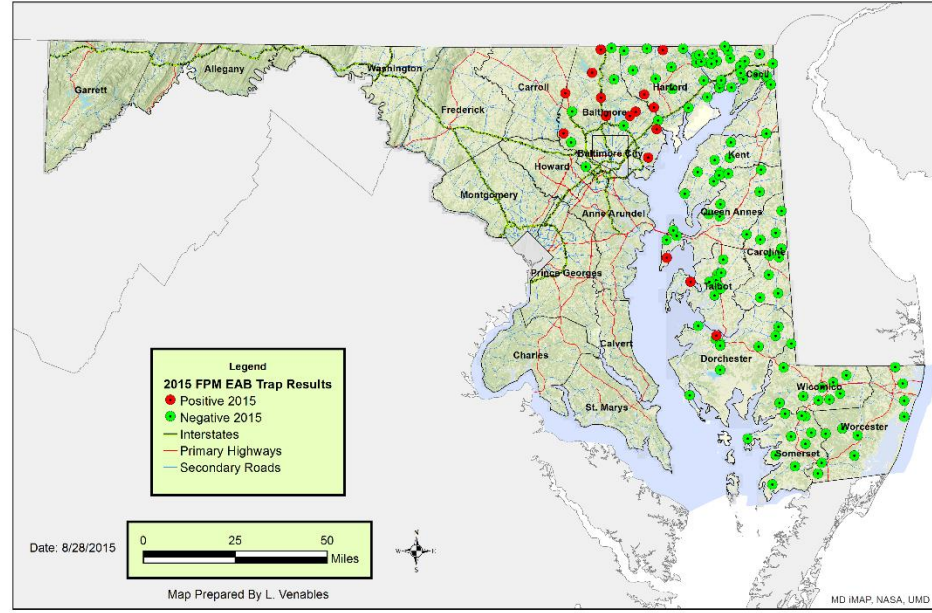 Garrett
Allegany
Washington
Frederick
Carroll
Baltimore
Harford
Cecil
Baltimore City
Howard
Montgomery
Kent
Queen Annes
Anne Arundel
Caroline
Prince Georges
Talbot
Charles
Calvert
Dorchester
St. Marys
Wicomico
Worcester
Somerset
Legend
2015 FPM EAB Trap Results
Positive 2015
Negative 2015
Interstates
Primary Highways
Secondary Roads
Date: 8/28/2015
0 25 50
Miles
N
W E
S
Map Prepared By L. Venables
MD iMAP, NASA, UMD